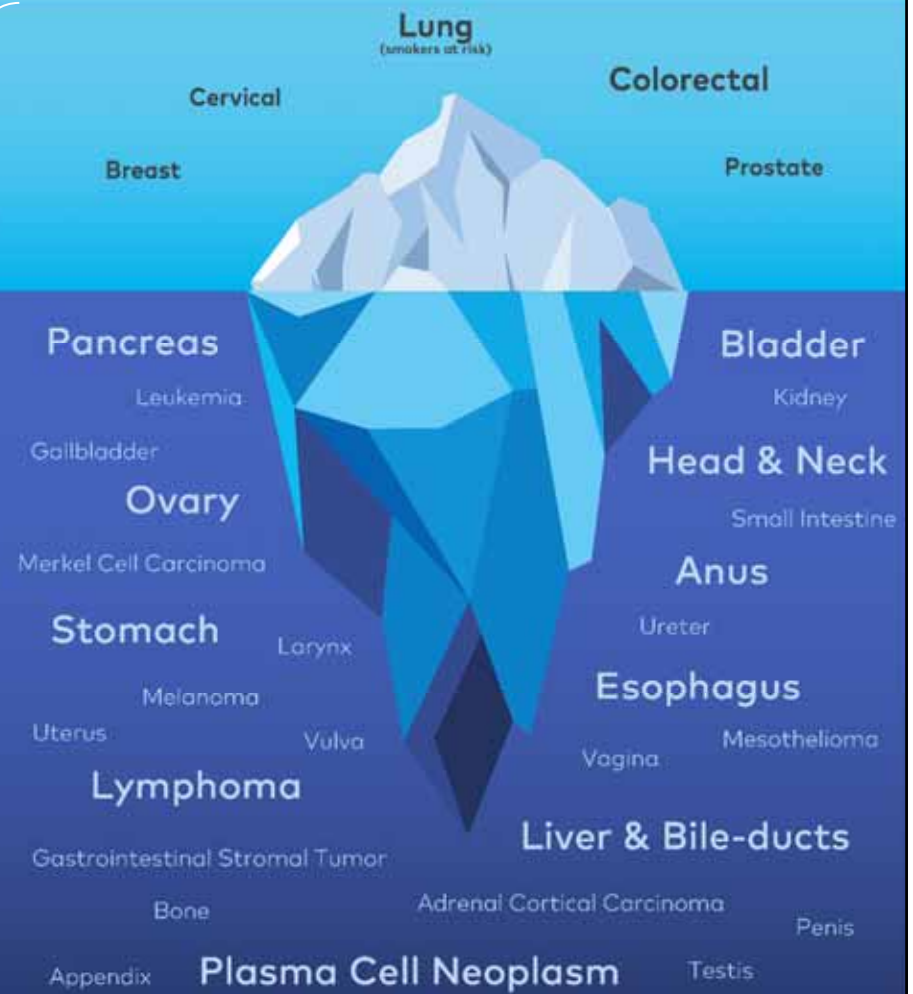 Lung
(smokers at risk)
Colorectal
Cervical
Breast
Prostate
Pancreas
Bladder
Leukemia
Kidney
Gallbladder
Head & Neck
Ovary
Small Intestine
Merkel Cell Carcinoma
Anus
Stomach
Ureter
Larynx
Esophagus
Melanoma
Uterus
Vulva
Mesothelioma
Vagina
Lymphoma
Liver & Bile-ducts
Gastrointestinal Stromal Tumor
Adrenal Cortical Carcinoma
Bone
Penis
Appendix
Plasma Cell Neoplasm
Testis